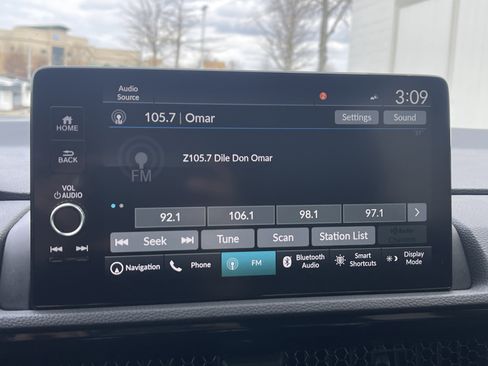 Audio
Source
2
3:09
HOME
105.7 | Omar
Settings
Sound
BACK
FM
Z105.7 Dile Don Omar
VOL
AUDIO
92.1
106.1
98.1
97.1
Seek
Tune
Scan
Station List
Navigation
Phone
FM
Bluetooth
Audio
Smart
Shortcuts
Display
Mode